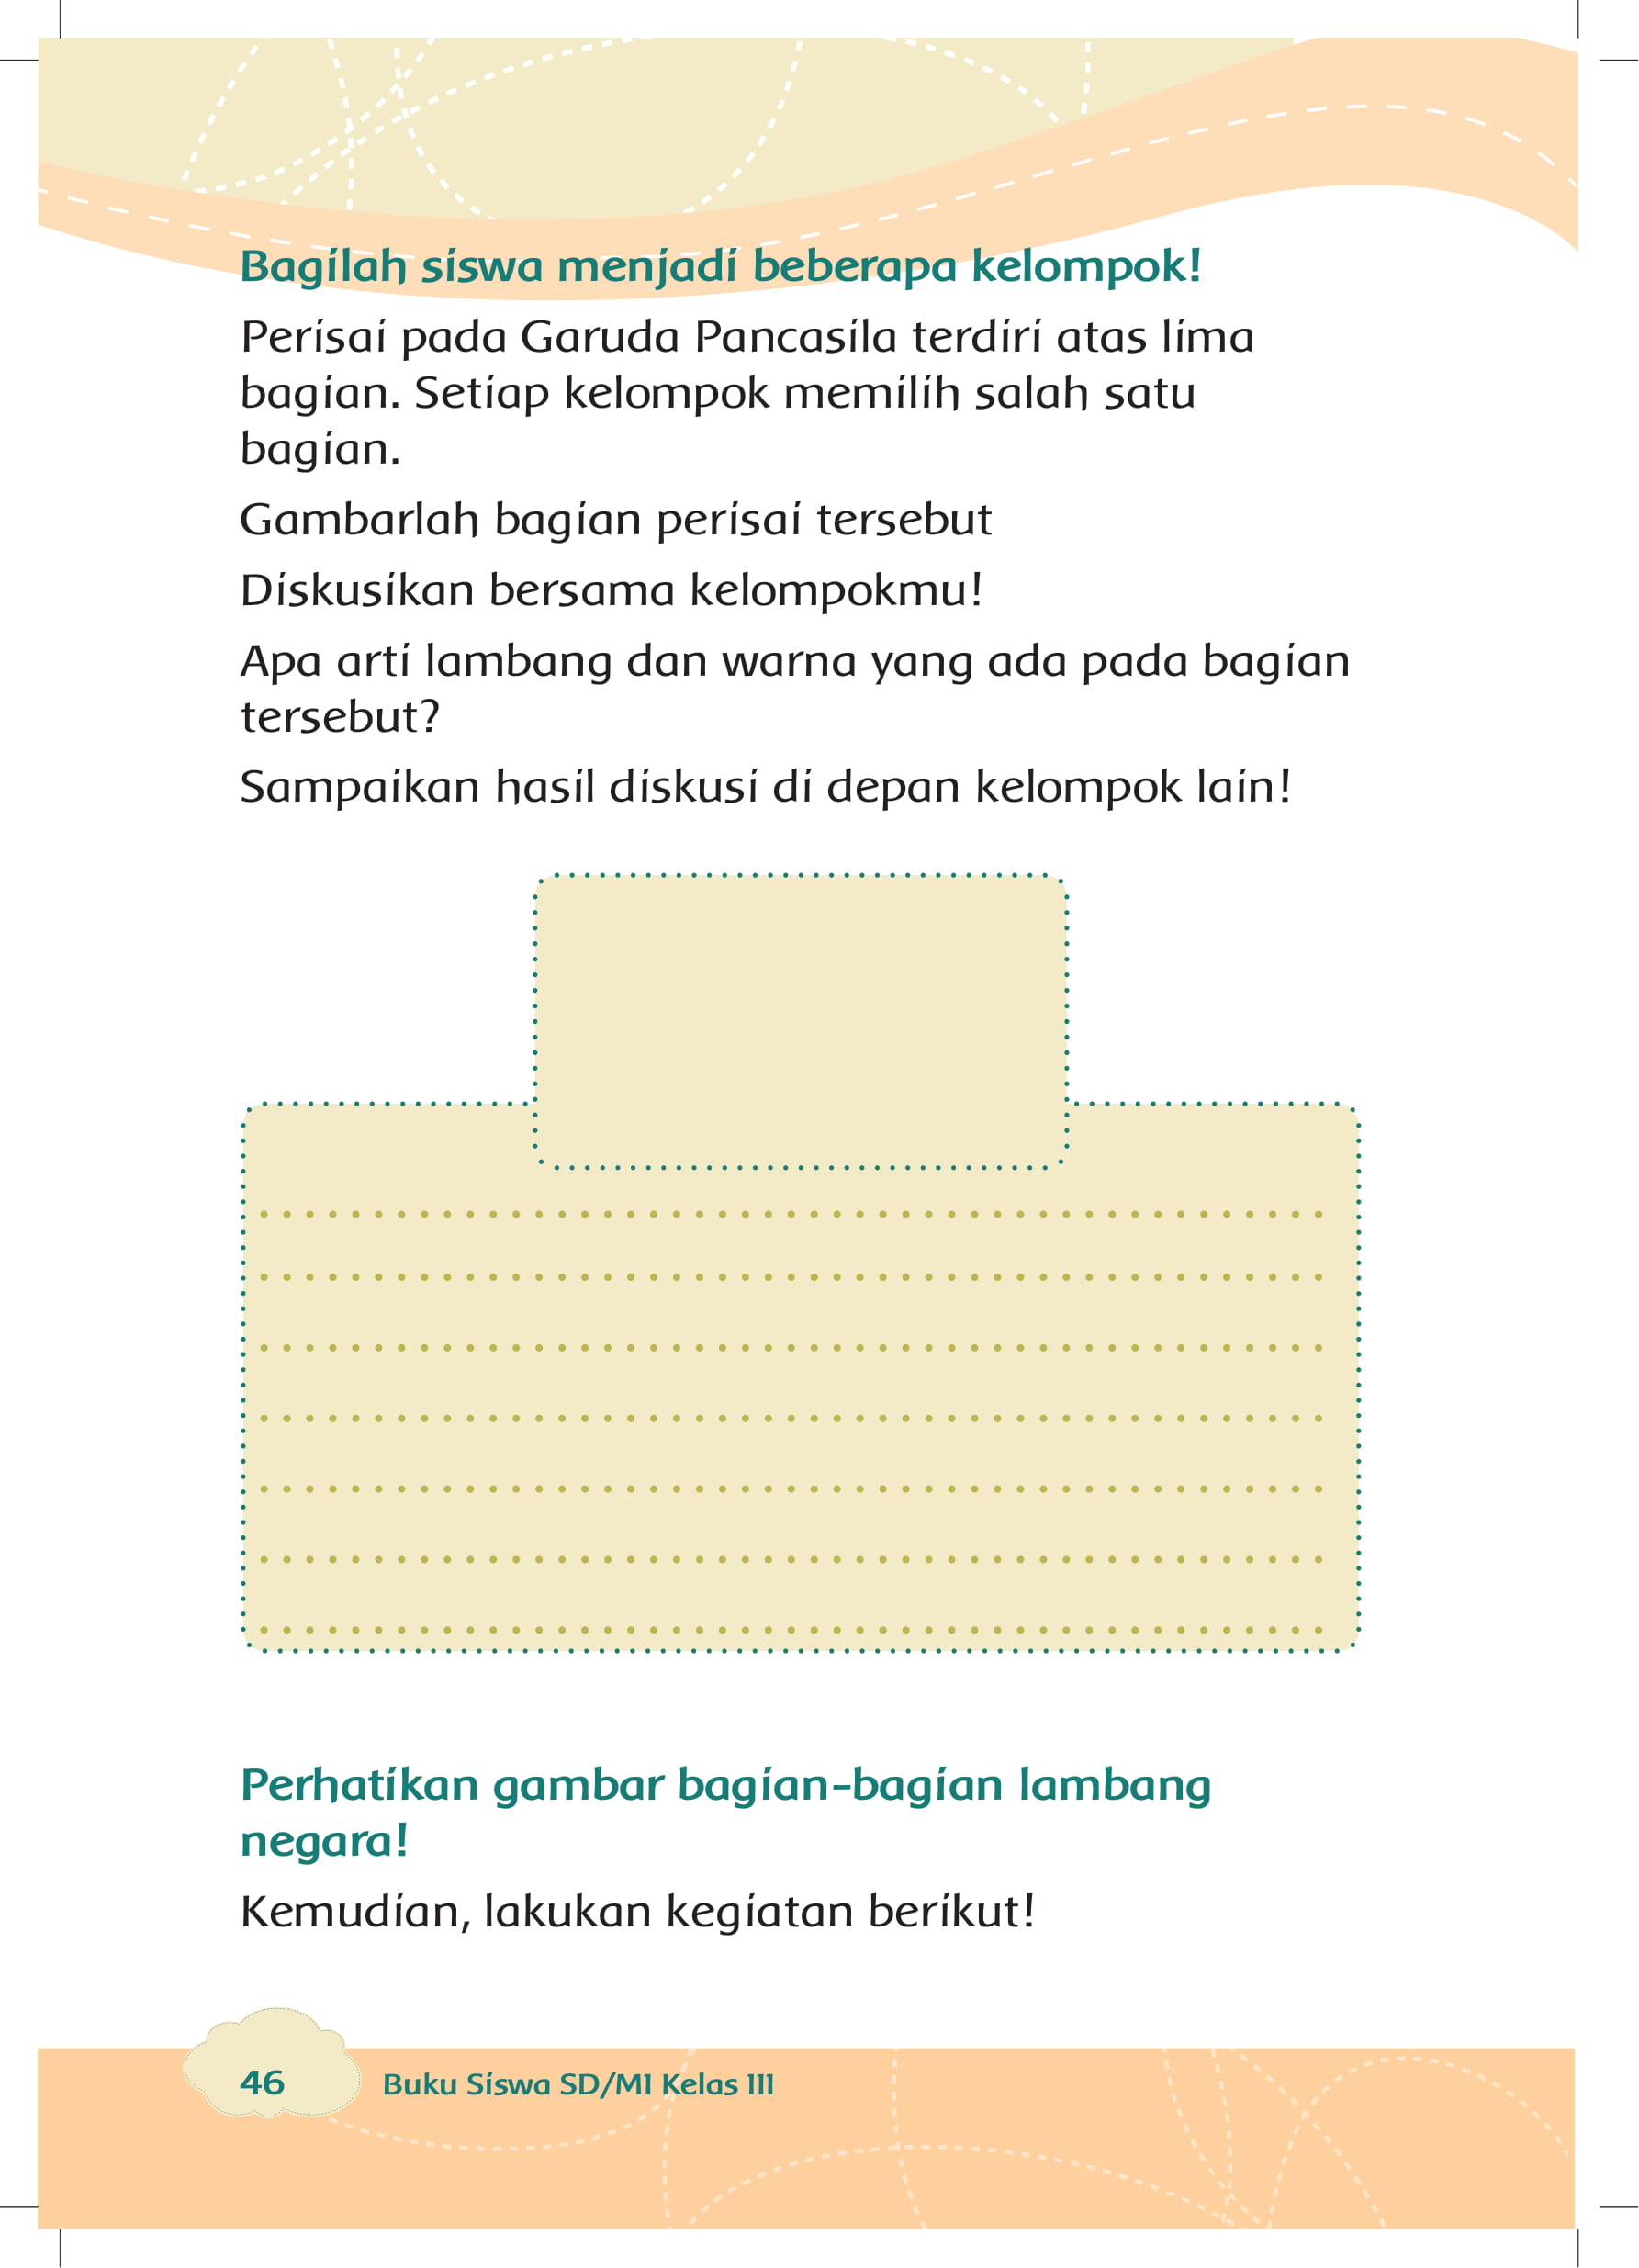 Bagilah siswa menjadi beberapa kelompok!
Perisai pada Garuda Pancasila terdiri atas lima
bagian. Setiap kelompok memilih salah satu
bagian.
Gambarlah bagian perisai tersebut
Diskusikan bersama kelompokmu!
Apa arti lambang dan warna yang ada pada bagian
tersebut?
Sampaikan hasil diskusi di depan kelompok lain!
Perhatikan gambar bagian-bagian lambang
negara!
Kemudian, lakukan kegiatan berikut!
46
Buku Siswa SD/MI Kelas III